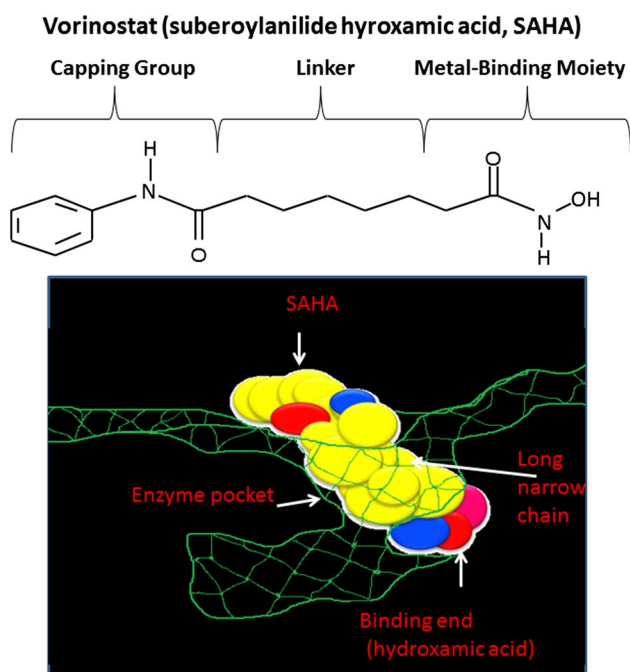 Vorinostat (suberoylanilide hyroxamic acid, SAHA)
Capping Group Linker Metal-Binding Moiety
H
N
O
O
N
OH
H
SAHA
Enzyme pocket
Long
narrow
chain
Binding end
(hydroxamic acid)